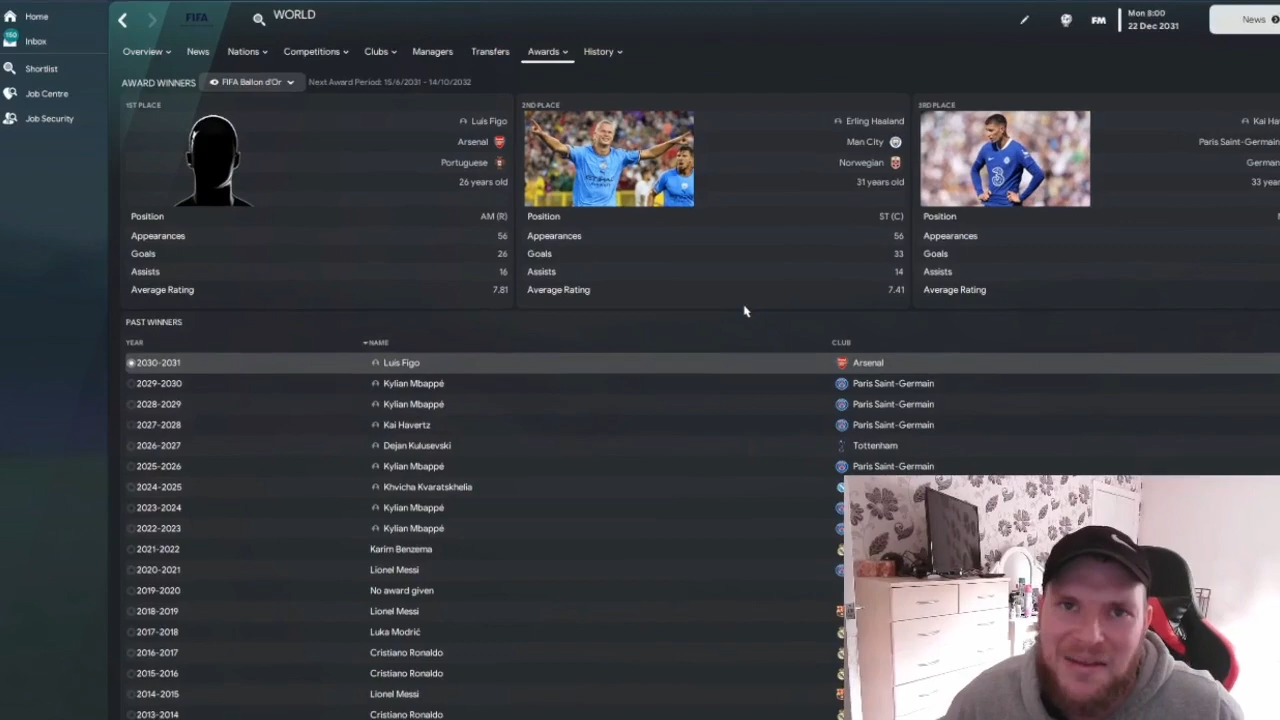 Home
150
Inbox
Shortlist
Job Centre
Job Security
FIFA
WORLD
FM
Mon 8:00
22 Dec 2031
News
Overview News Nations Competitions Clubs Managers Transfers Awards History
AWARD WINNERS FIFA Ballon d'Or Next Award Period: 15/6/2031 - 14/10/2032
1ST PLACE
Luis Figo
Arsenal
Portuguese
26 years old
Position AM (R)
Appearances 56
Goals 26
Assists 16
Average Rating 7.81
2ND PLACE
Erling Haaland
Man City
Norwegian
31 years old
Position ST (C)
Appearances 56
Goals 33
Assists 14
Average Rating 7.41
3RD PLACE
Kai Ha
Paris Saint-Germain
German
33 year
Position
Appearances
Goals
Assists
Average Rating
PAST WINNERS
YEAR NAME CLUB
2030-2031 Luis Figo Arsenal
2029-2030 Kylian Mbappé Paris Saint-Germain
2028-2029 Kylian Mbappé Paris Saint-Germain
2027-2028 Kai Havertz Paris Saint-Germain
2026-2027 Dejan Kulusevski Tottenham
2025-2026 Kylian Mbappé Paris Saint-Germain
2024-2025 Khvicha Kvaratskhelia
2023-2024 Kylian Mbappé
2022-2023 Kylian Mbappé
2021-2022 Karim Benzema
2020-2021 Lionel Messi
2019-2020 No award given
2018-2019 Lionel Messi
2017-2018 Luka Modrić
2016-2017 Cristiano Ronaldo
2015-2016 Cristiano Ronaldo
2014-2015 Lionel Messi
2013-2014 Cristiano Ronaldo